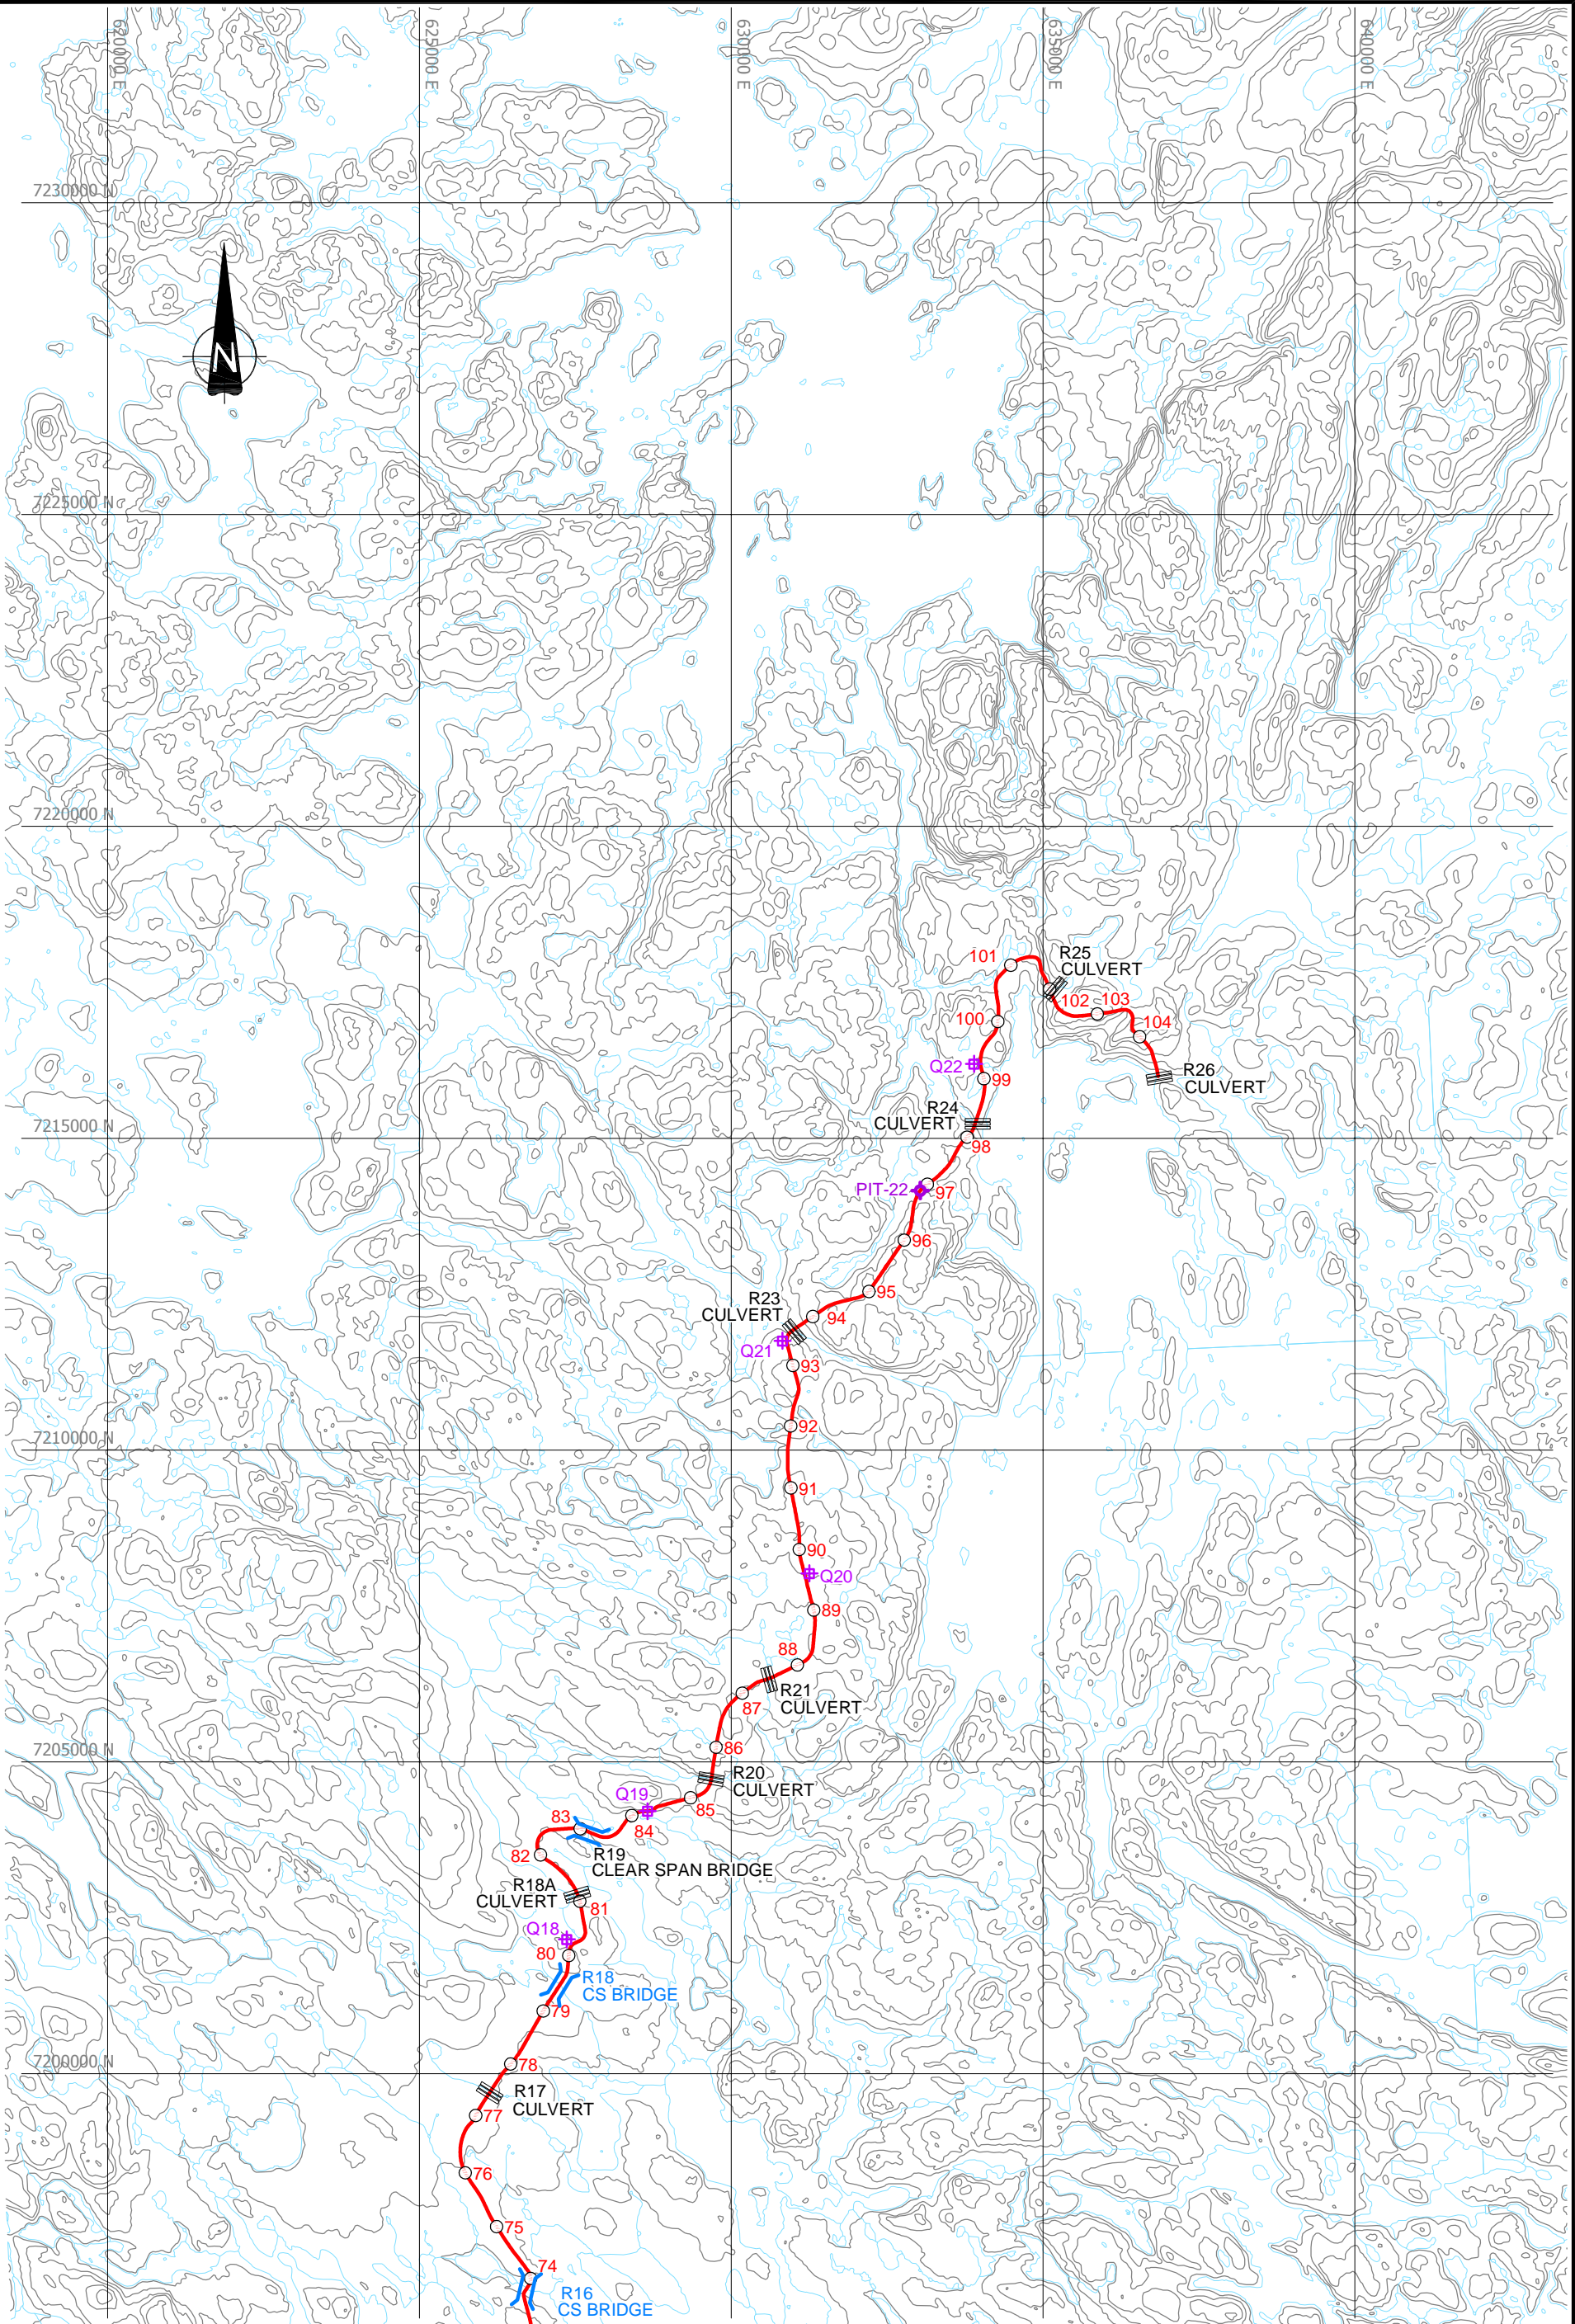 620000 E
625000 E
630000 E
635000 E
640000 E
7230000 N
N
7225000 N
7220000 N
101
R25
CULVERT
102
103
100
104
Q22
99
R26
CULVERT
R24
CULVERT
7215000 N
98
PIT-22
97
96
95
R23
CULVERT
94
Q21
93
92
7210000 N
91
90
Q20
89
88
R21
CULVERT
87
86
7205000 N
R20
CULVERT
Q19
85
83
84
82
R19
CLEAR SPAN BRIDGE
R18A
CULVERT
81
Q18
80
R18
CS BRIDGE
79
7200000 N
78
R17
CULVERT
77
76
75
74
R16
CS BRIDGE